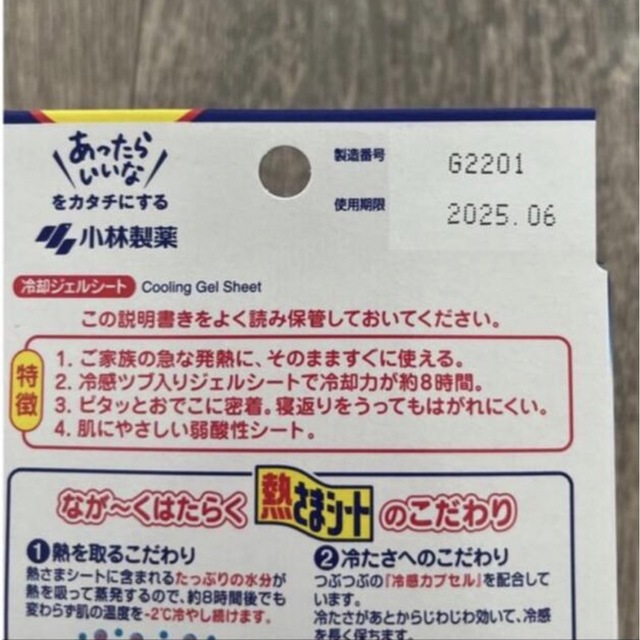 あったら
いいな
をカタチにする
小林製薬
製造番号 G2201
使用期限 2025.06
冷却ジェルシート Cooling Gel Sheet
この説明書きをよく読み保管しておいてください。
特徴
1. ご家族の急な発熱に、そのまますぐに使える。
2. 冷感ツブ入りジェルシートで冷却力が約8時間。
3. ピタッとおでこに密着。寝返りをうってもはがれにくい。
4. 肌にやさしい弱酸性シート。
なが〜くはたらく 熱さまシート のこだわり
1 熱を取るこだわり
熱さまシートに含まれるたっぷりの水分が
熱を吸って蒸発するので、約8時間後でも
変わらず肌の温度を-2℃冷やし続けます。
2 冷たさへのこだわり
つぶつぶの『冷感カプセル』を配合して
います。
冷たさがあとからじわじわ効いて、冷感
を長く保ちます。